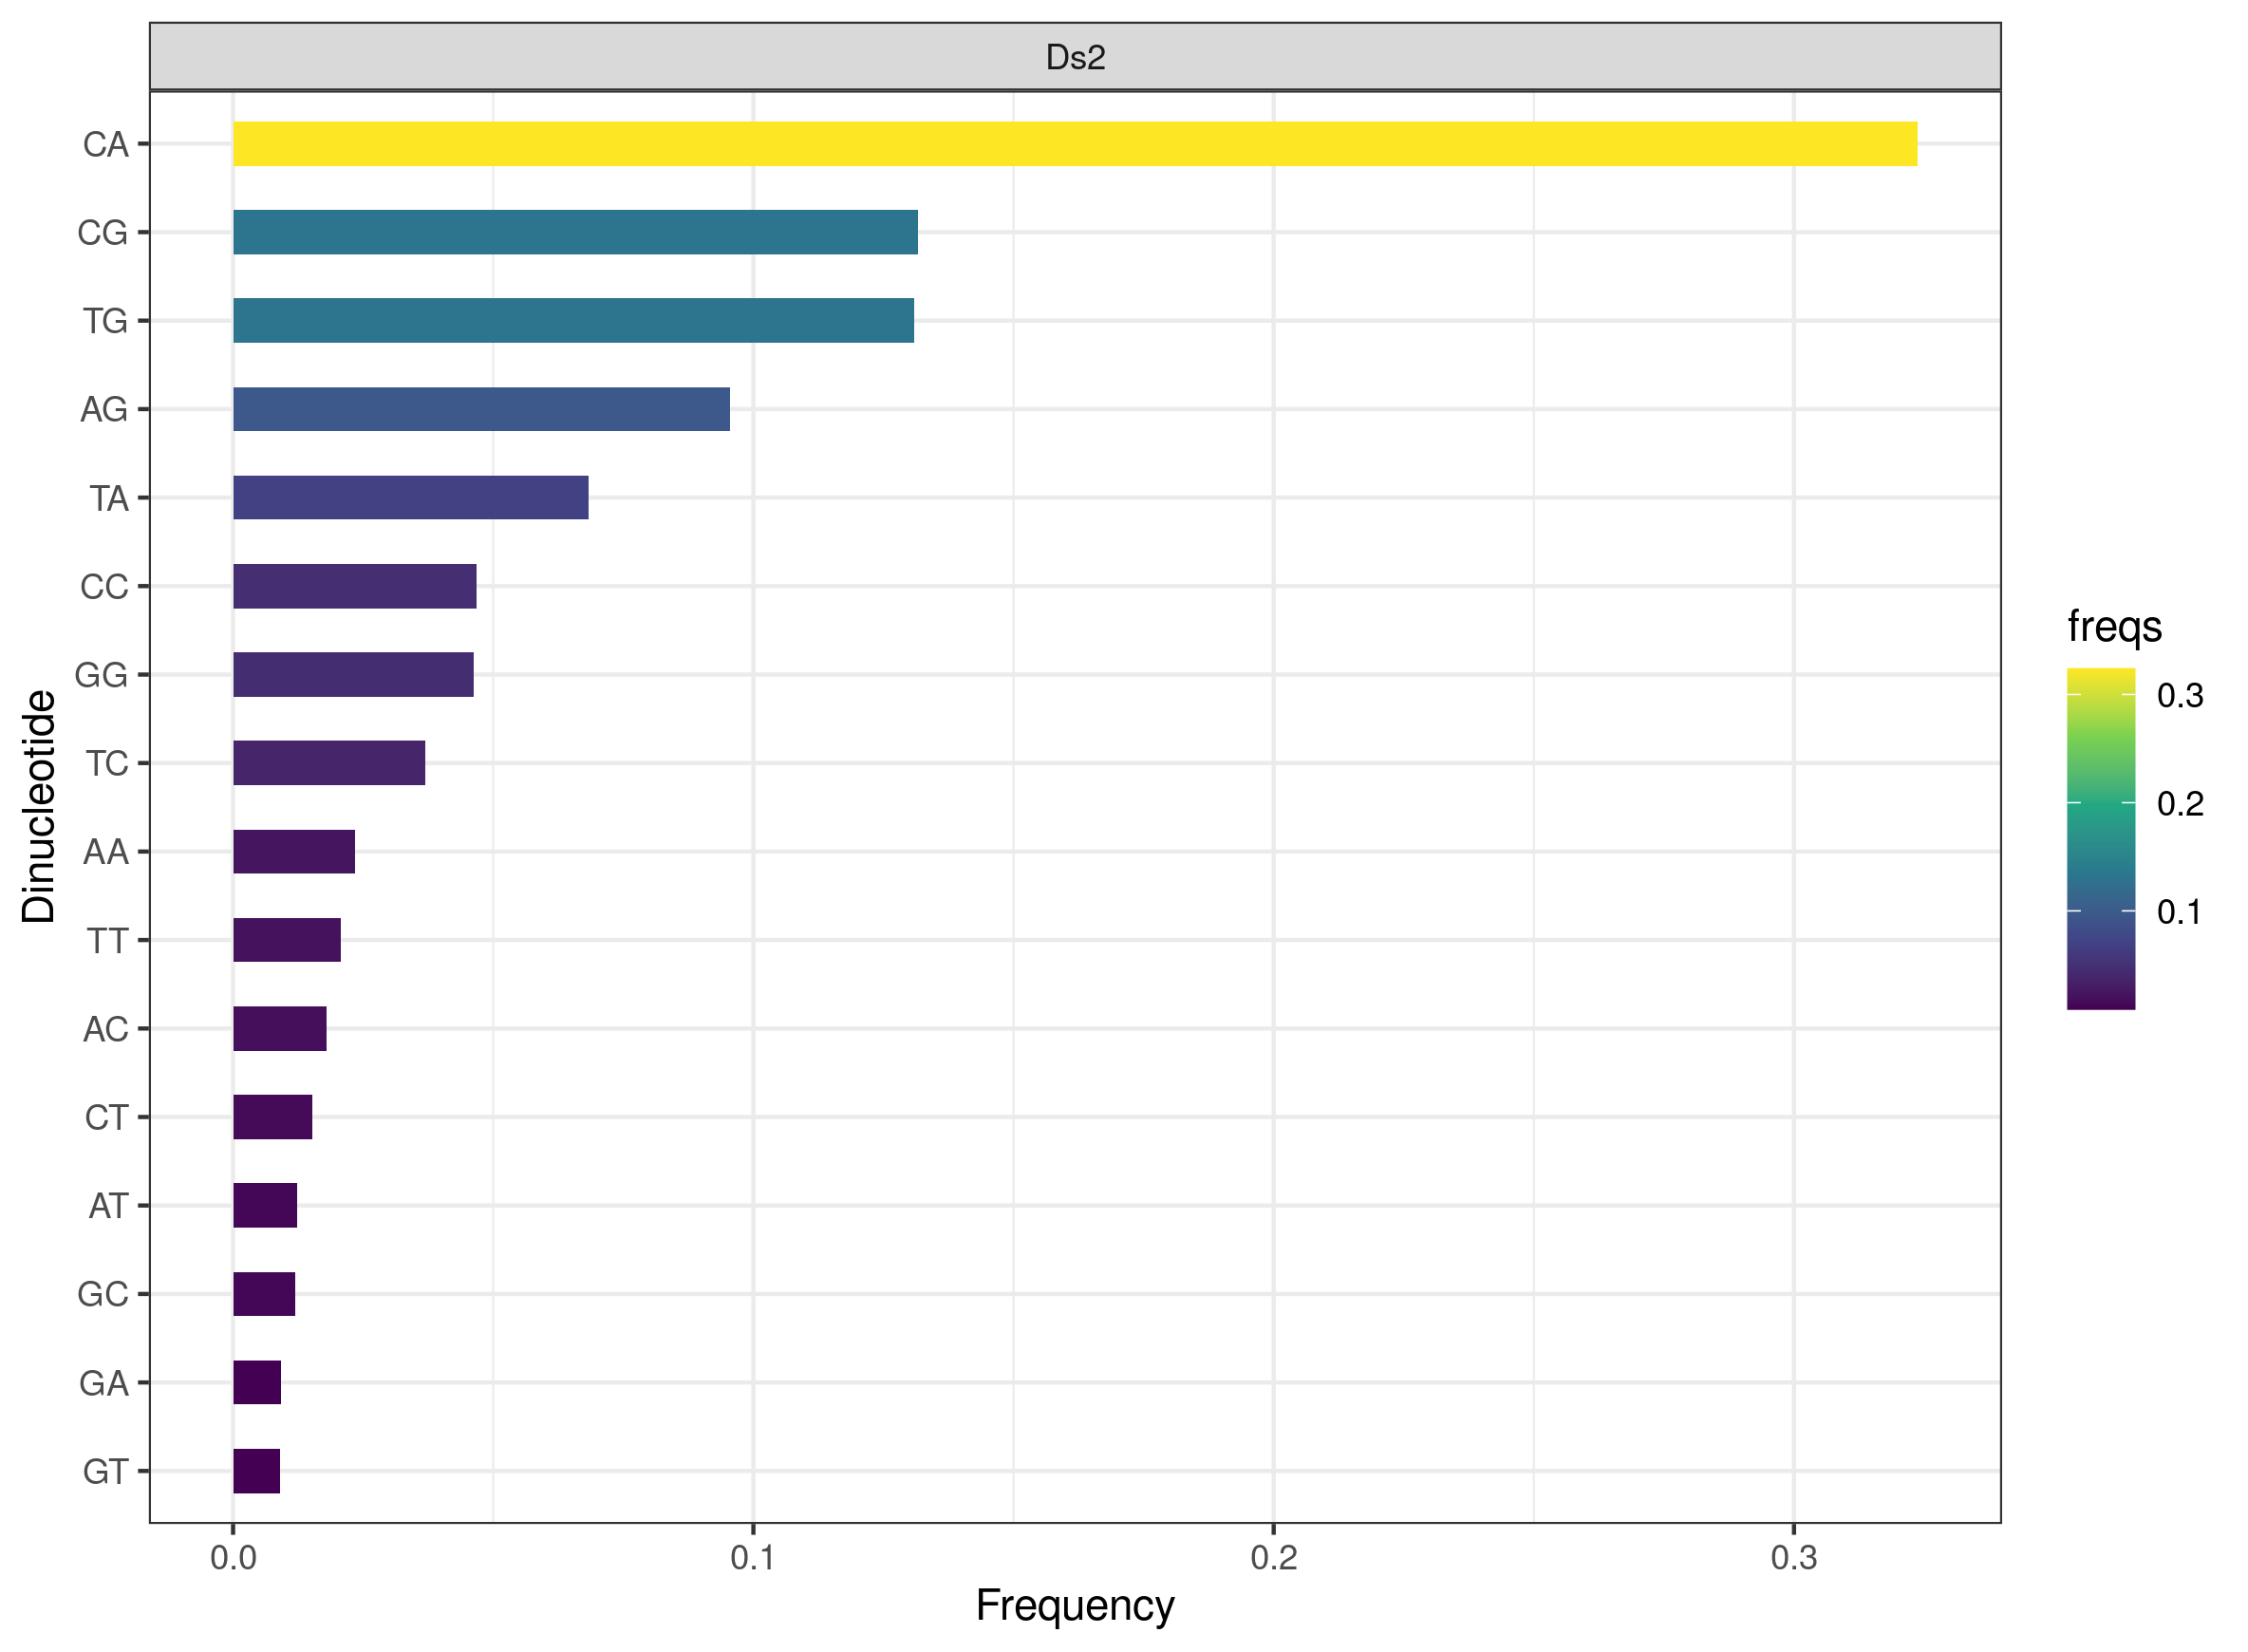 Ds2
CA
CG
TG
AG
TA
CC
GG
TC
AA
TT
AC
CT
AT
GC
GA
GT
Dinucleotide
0.0 0.1 0.2 0.3
Frequency
freqs
0.3
0.2
0.1